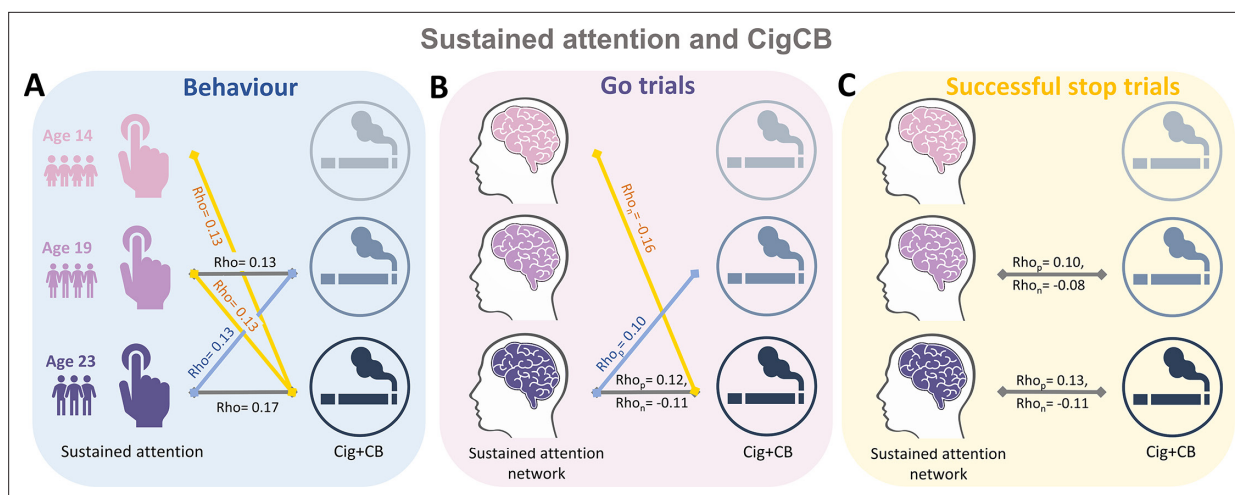 Sustained attention and CigCB
A
Behaviour
Age 14
Age 19
Age 23
Rho= 0.13
Rho= 0.13
Rho= 0.13
Rho= 0.13
Rho= 0.17
Sustained attention
Cig+CB
B
Go trials
Rhoₙ= -0.16
Rhoₚ= 0.10
Rhoₚ= 0.12,
Rhoₙ= -0.11
Sustained attention
network
Cig+CB
C
Successful stop trials
Rhoₚ= 0.10,
Rhoₙ= -0.08
Rhoₚ= 0.13,
Rhoₙ= -0.11
Sustained attention
network
Cig+CB